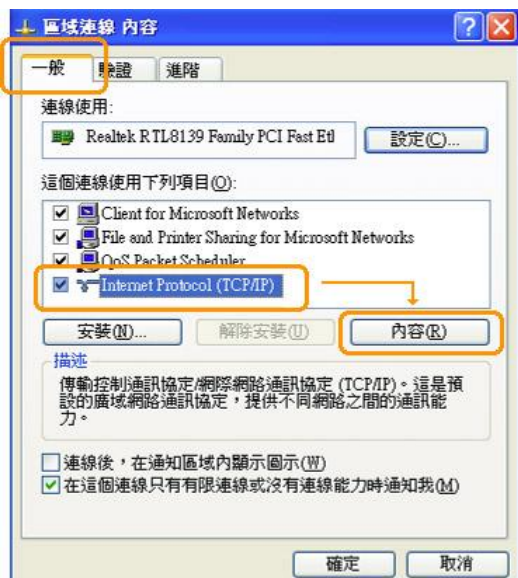 區域連線 內容
一般 驗證 進階
連線使用:
Realtek RTL8139 Family PCI Fast Etl
設定(C)...
這個連線使用下列項目(O):
Client for Microsoft Networks
File and Printer Sharing for Microsoft Networks
QoS Packet Scheduler
Internet Protocol (TCP/IP)
安裝(N)... 解除安裝(U) 內容(R)
描述
傳輸控制通訊協定/網際網路通訊協定 (TCP/IP)。這是預
設的廣域網路通訊協定，提供不同網路之間的通訊能
力。
連線後，在通知區域內顯示圖示(W)
在這個連線只有有限連線或沒有連線能力時通知我(M)
確定 取消